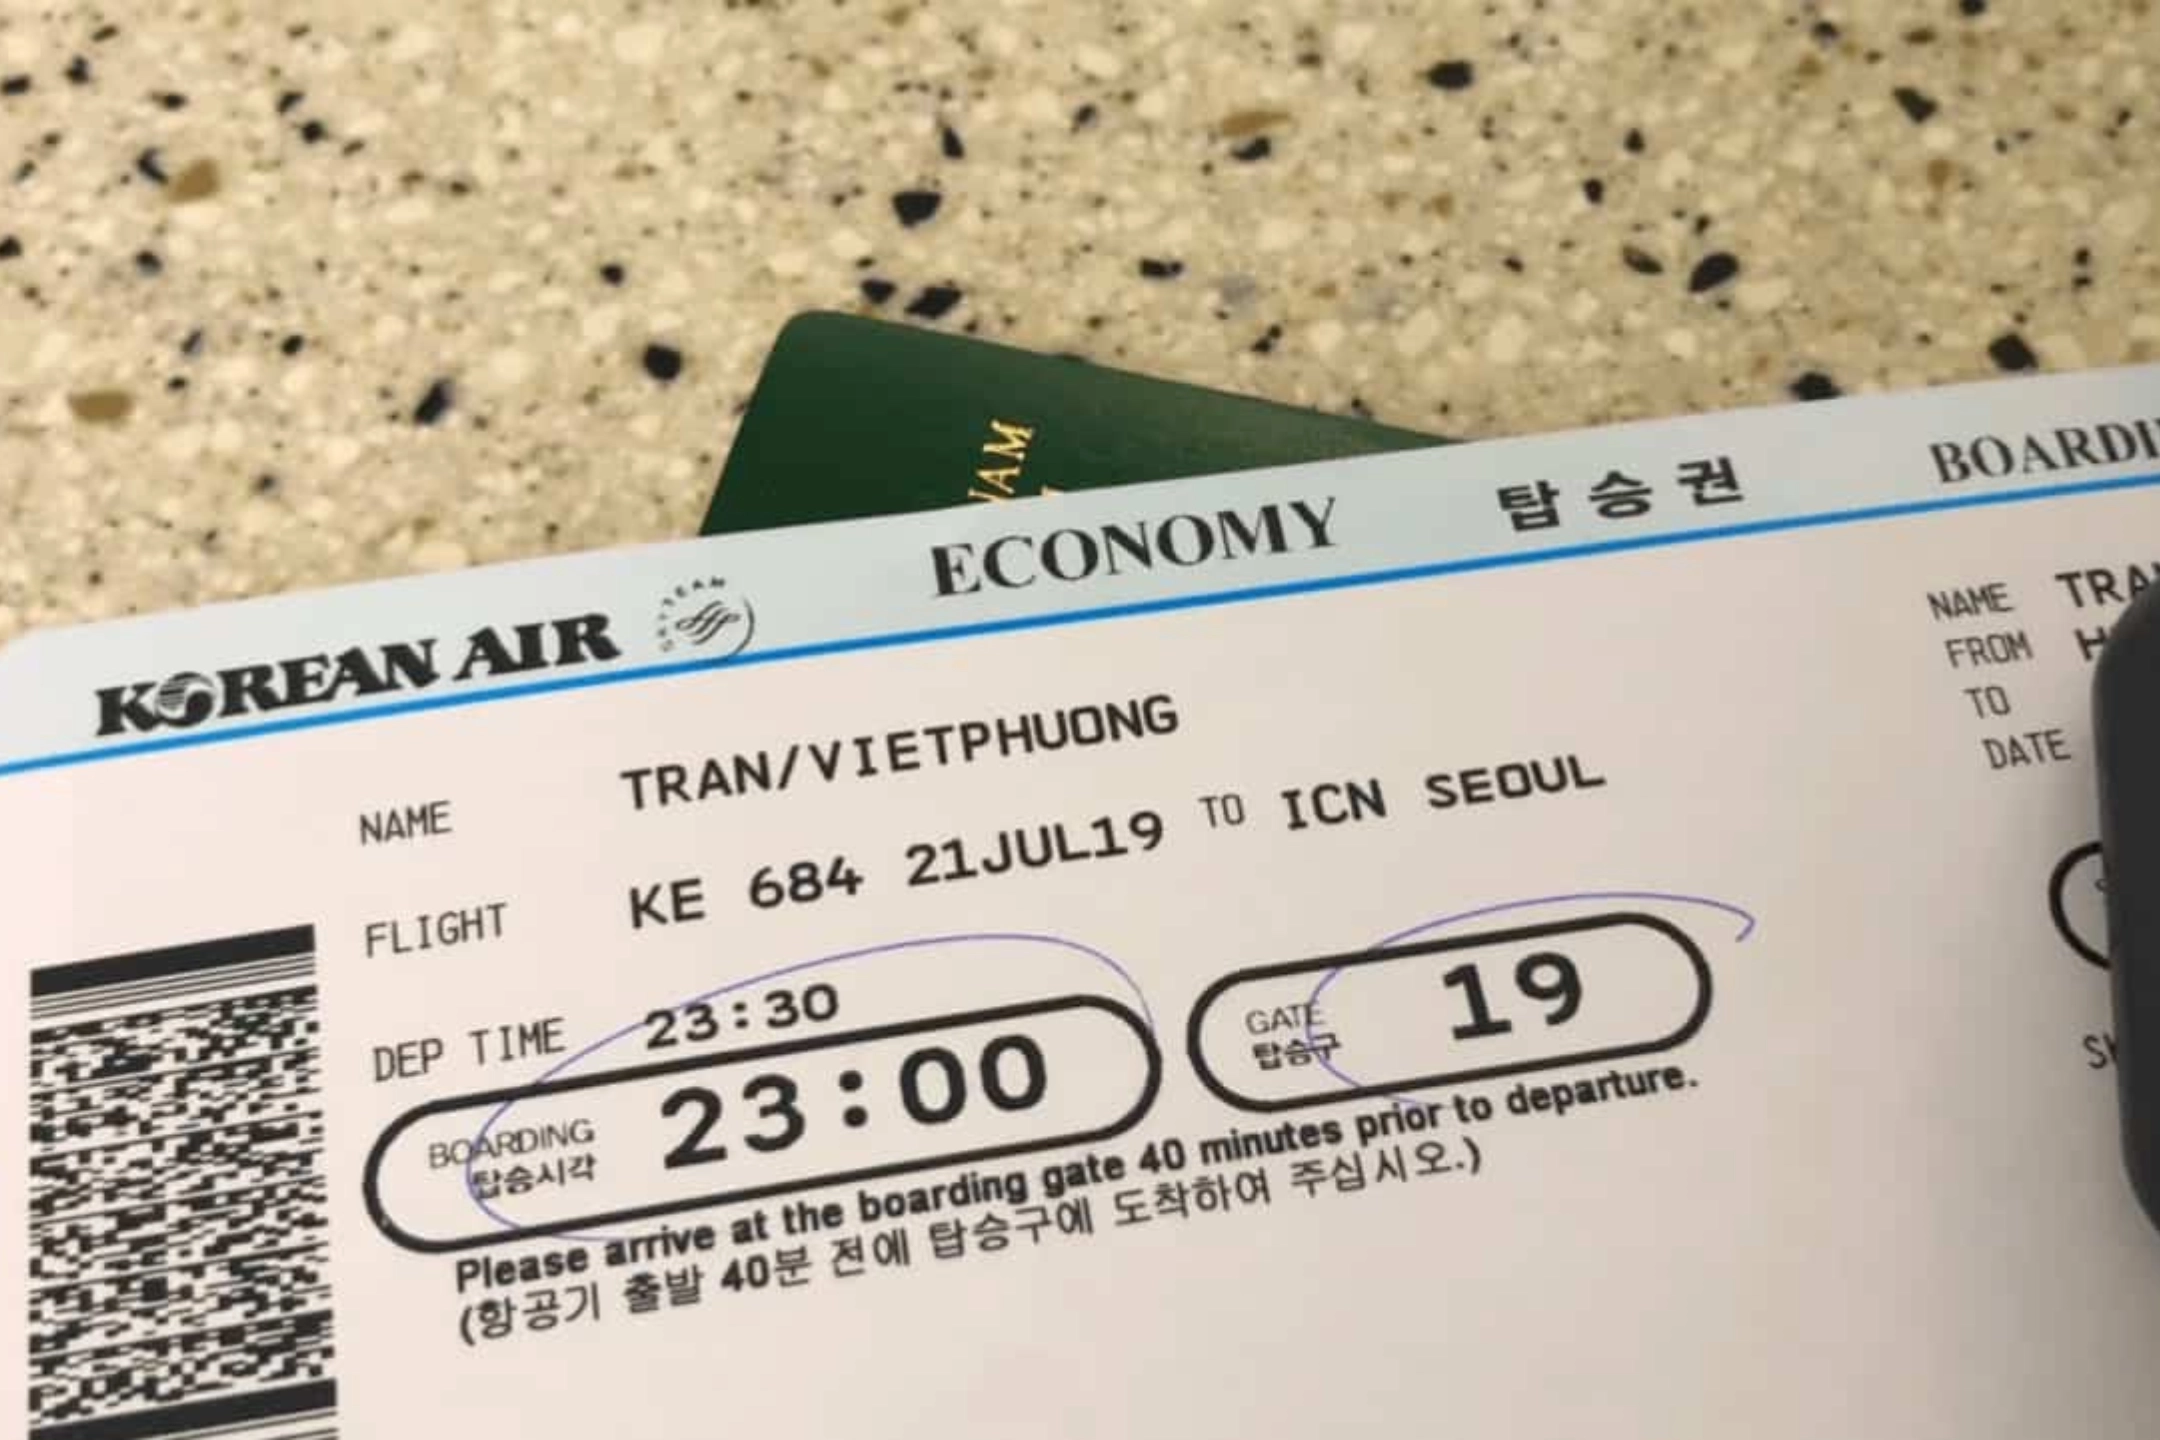 NAM
KOREAN AIR
SKYTEAM
ECONOMY
탑승권
NAME TRAN/VIETPHUONG
FLIGHT KE 684 21JUL19 TO ICN SEOUL
DEP TIME 23:30
BOARDING
탑승시각
23:00
GATE
탑승구
19
Please arrive at the boarding gate 40 minutes prior to departure.
(항공기 출발 40분 전에 탑승구에 도착하여 주십시오.)
BOARDI
NAME TRA
FROM H
TO
DATE